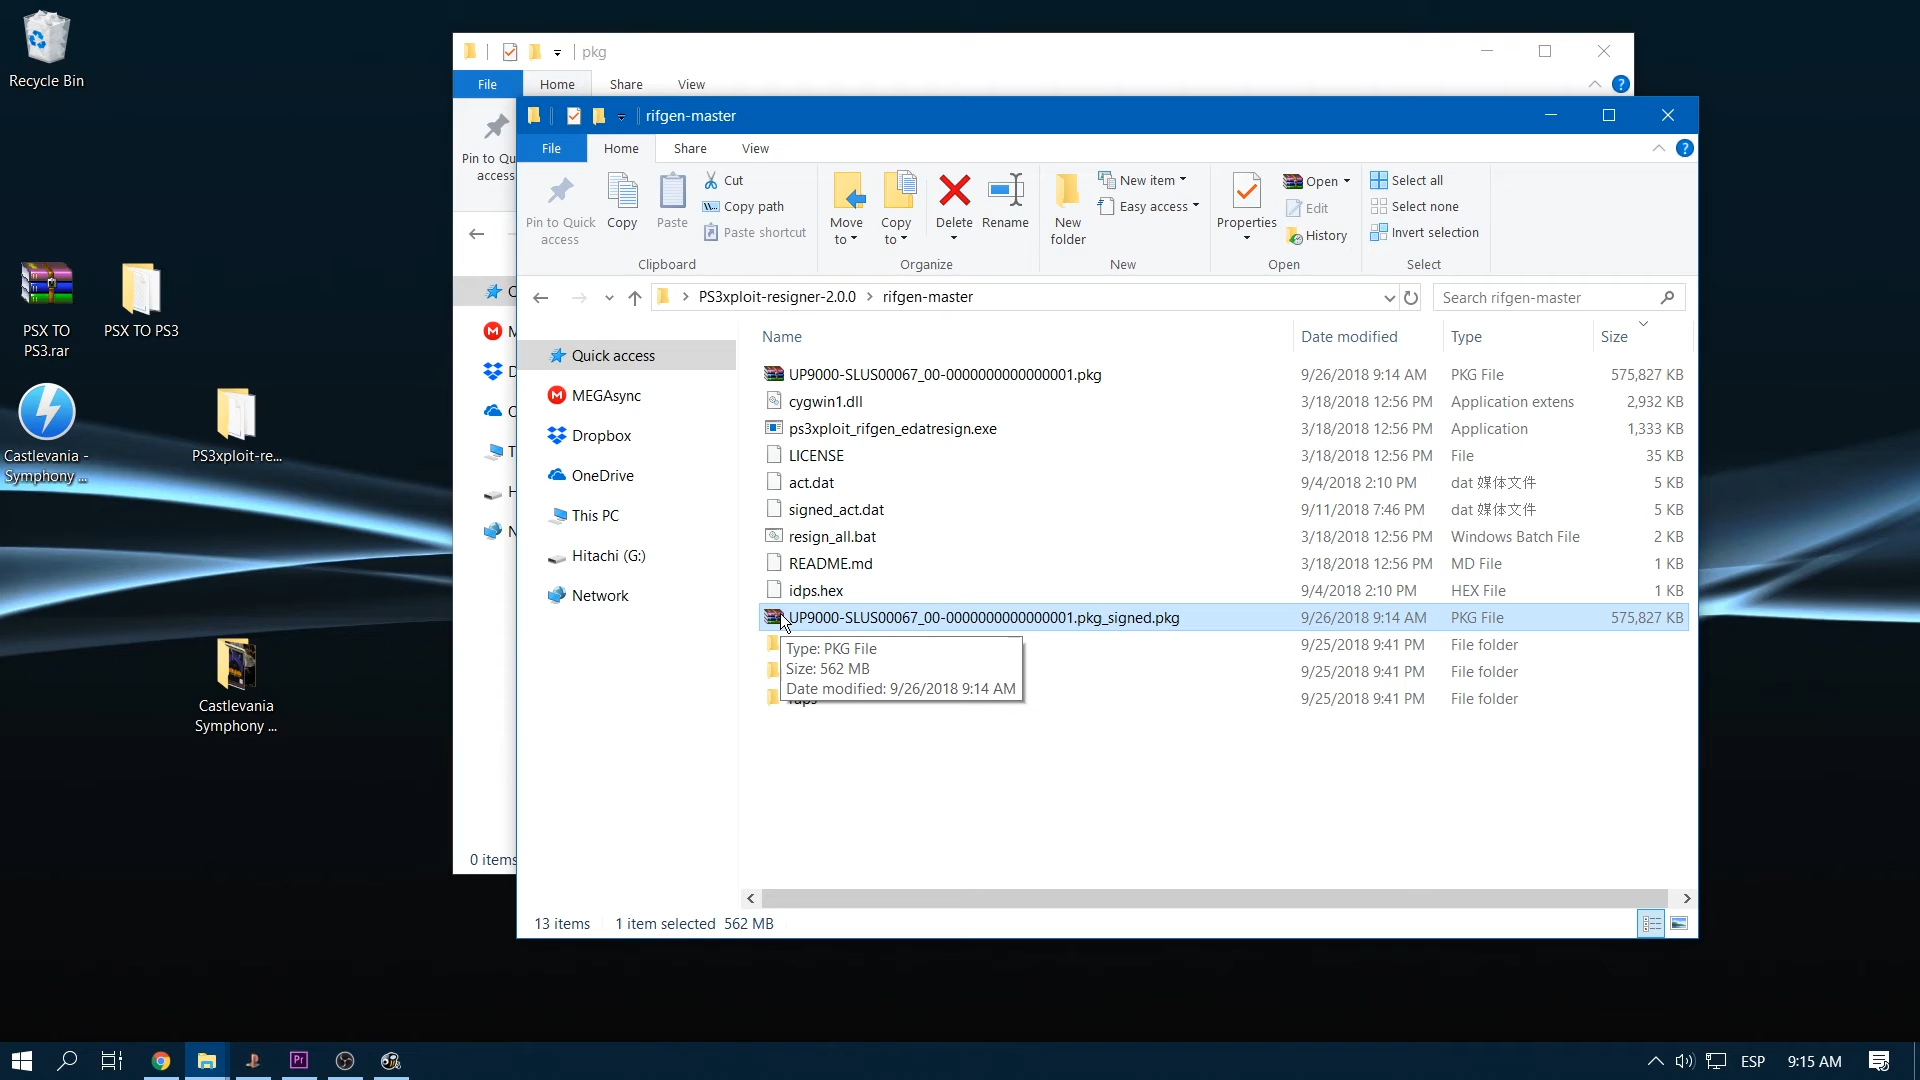 Recycle Bin
PSX TO
PS3.rar
PSX TO PS3
Castlevania -
Symphony ...
PS3xploit-re...
Castlevania
Symphony ...
pkg
File
Home
Share
View
Pin to Qu
access
0 items
rifgen-master
File
Home
Share
View
Pin to Quick
access
Copy
Paste
Cut
Copy path
Paste shortcut
Clipboard
Move
to
Copy
to
Delete
Rename
Organize
New
folder
New item
Easy access
New
Properties
Open
Edit
History
Open
Select all
Select none
Invert selection
Select
PS3xploit-resigner-2.0.0 > rifgen-master
Search rifgen-master
Quick access
MEGAsync
Dropbox
OneDrive
This PC
Hitachi (G:)
Network
Name Date modified Type Size
UP9000-SLUS00067_00-0000000000000001.pkg 9/26/2018 9:14 AM PKG File 575,827 KB
cygwin1.dll 3/18/2018 12:56 PM Application extens 2,932 KB
ps3xploit_rifgen_edatresign.exe 3/18/2018 12:56 PM Application 1,333 KB
LICENSE 3/18/2018 12:56 PM File 35 KB
act.dat 9/4/2018 2:10 PM dat 媒体文件 5 KB
signed_act.dat 9/11/2018 7:46 PM dat 媒体文件 5 KB
resign_all.bat 3/18/2018 12:56 PM Windows Batch File 2 KB
README.md 3/18/2018 12:56 PM MD File 1 KB
idps.hex 9/4/2018 2:10 PM HEX File 1 KB
UP9000-SLUS00067_00-0000000000000001.pkg_signed.pkg 9/26/2018 9:14 AM PKG File 575,827 KB
9/25/2018 9:41 PM File folder
9/25/2018 9:41 PM File folder
raps 9/25/2018 9:41 PM File folder
Type: PKG File
Size: 562 MB
Date modified: 9/26/2018 9:14 AM
13 items 1 item selected 562 MB
Pr
ESP
9:15 AM